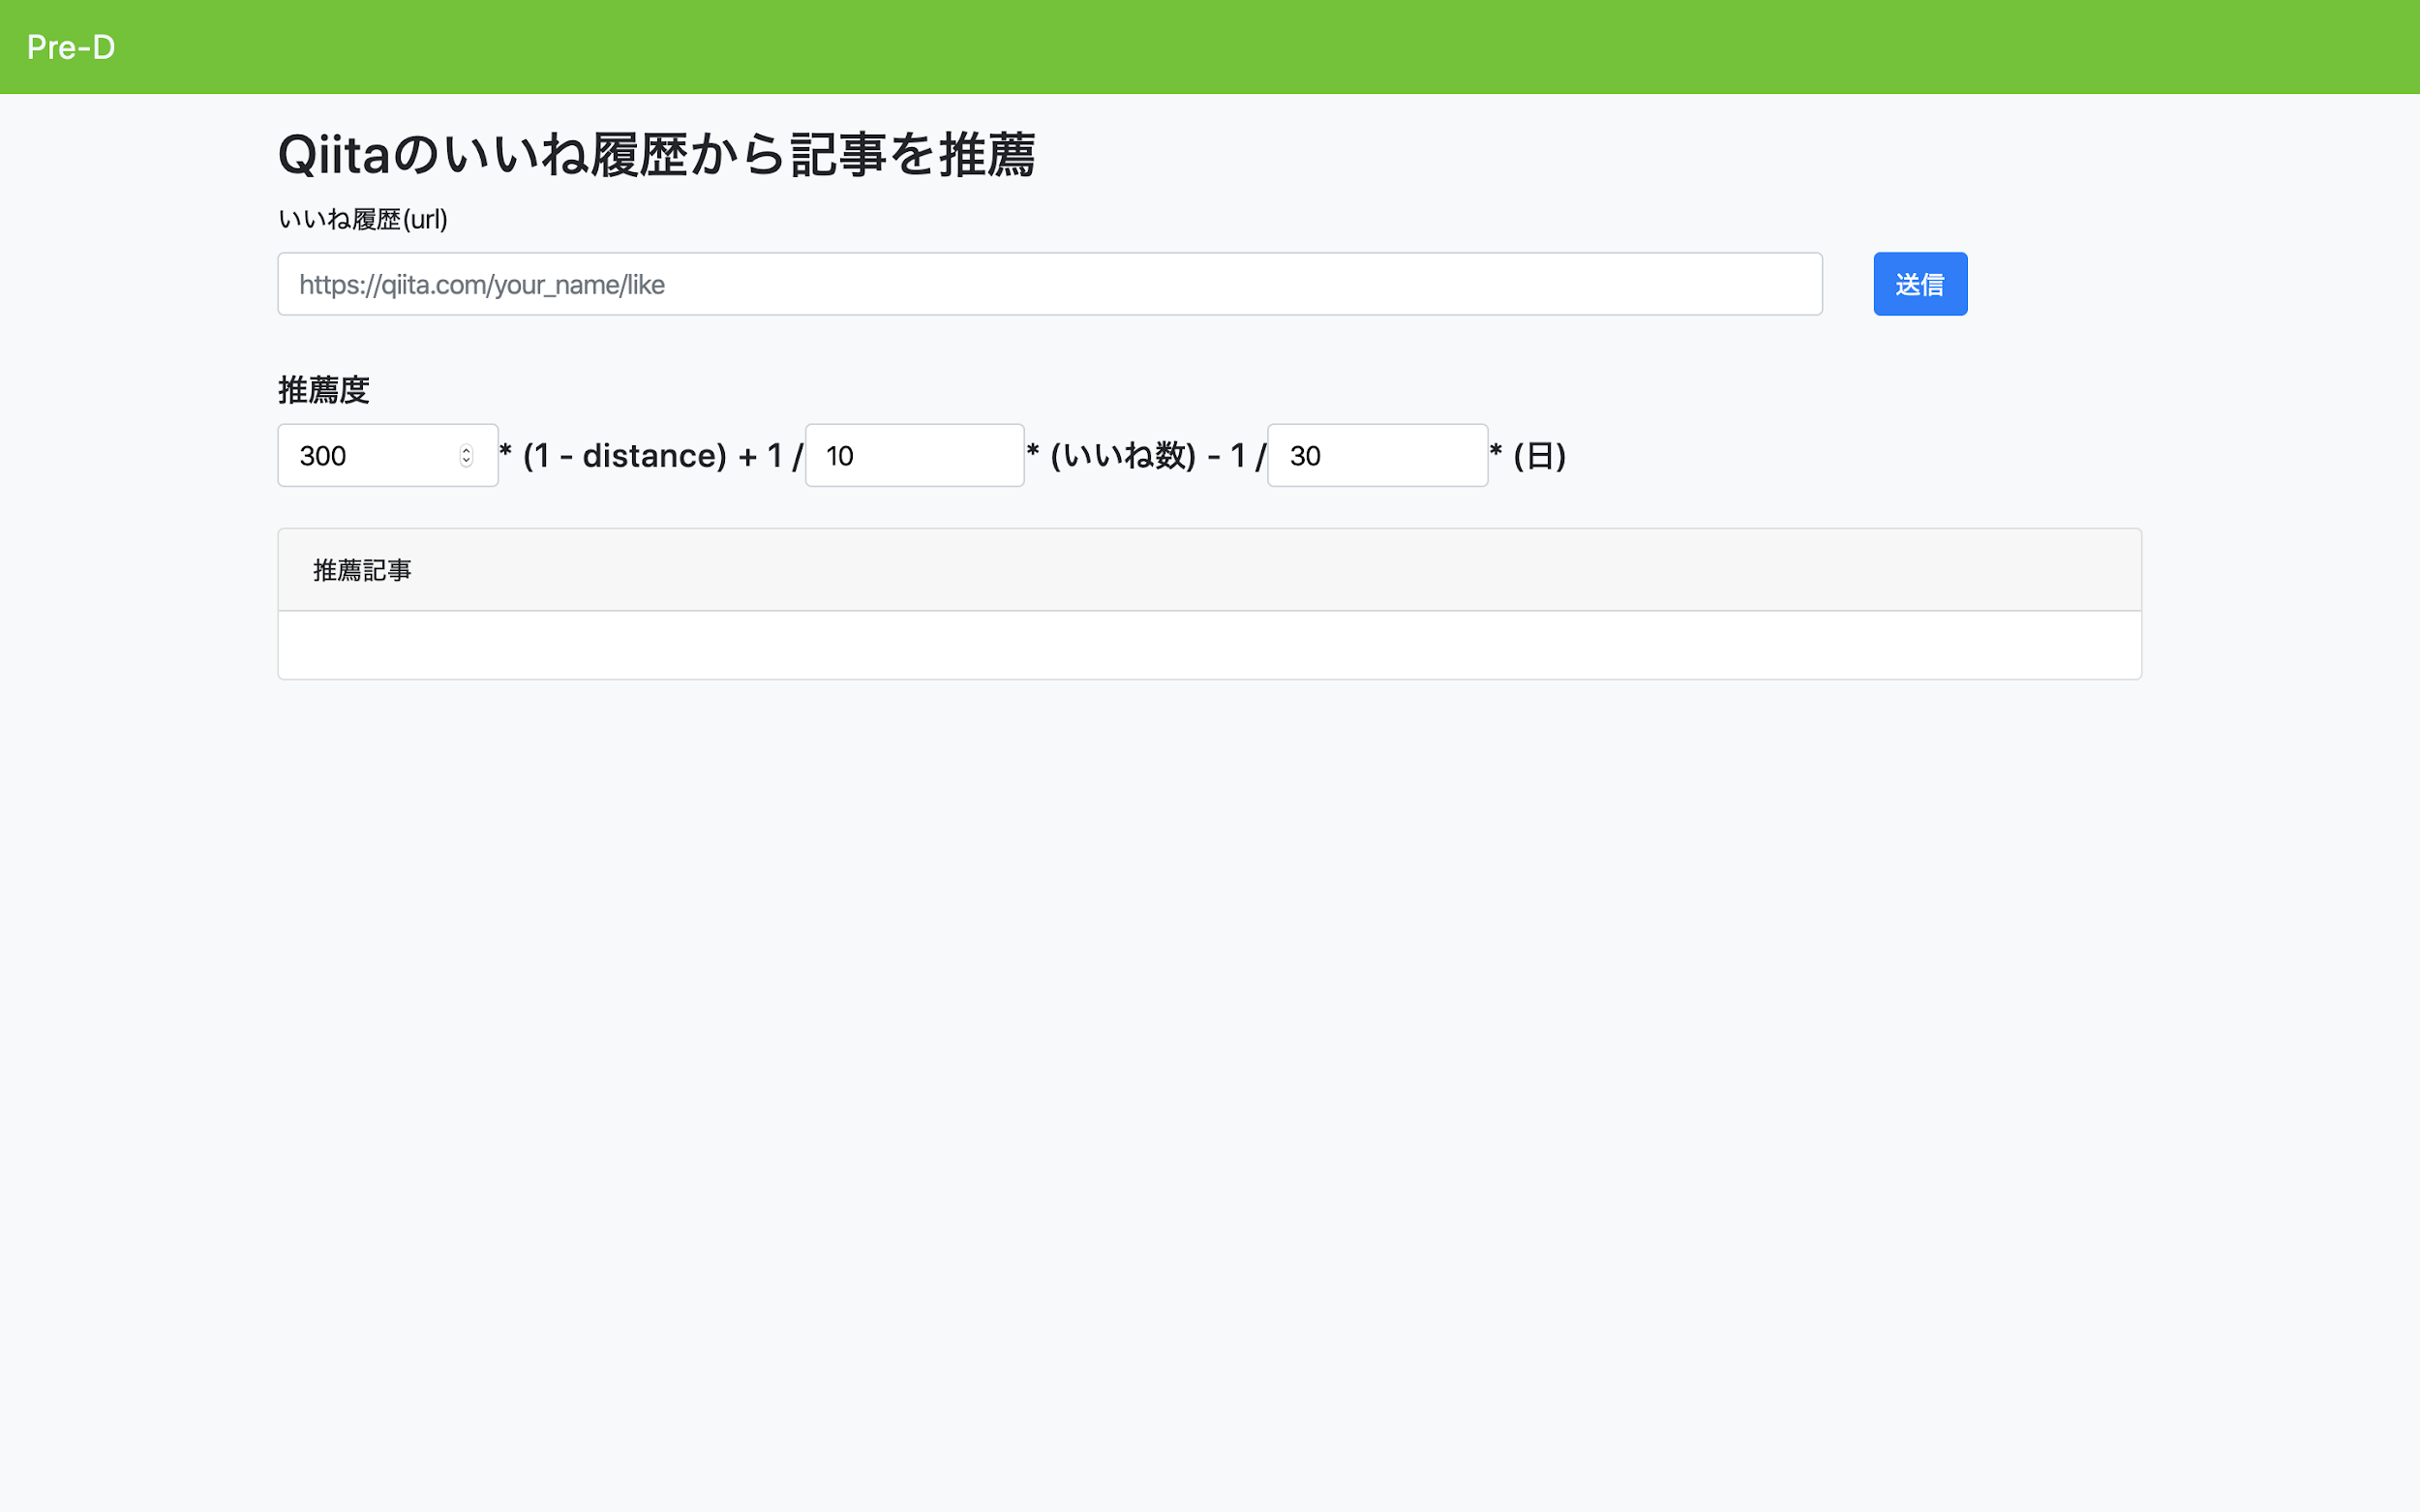 Pre-D
Qiitaのいいね履歴から記事を推薦
いいね履歴(url)
https://qiita.com/your_name/like
送信
推薦度
300 * (1 - distance) + 1 / 10 * (いいね数) - 1 / 30 * (日)
推薦記事